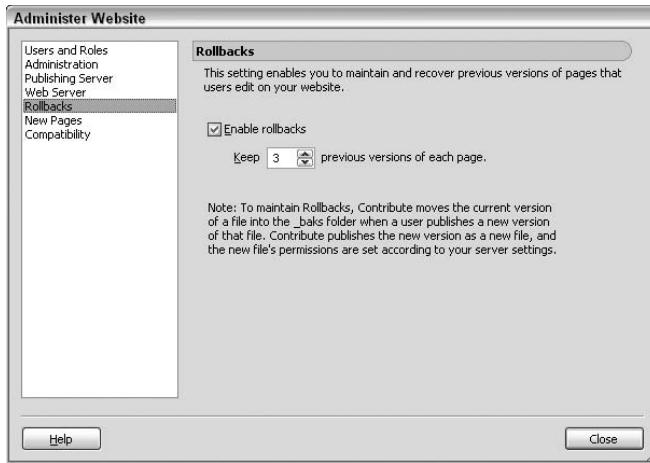 Administer Website
Users and Roles
Administration
Publishing Server
Web Server
Rollbacks
New Pages
Compatibility
Rollbacks
This setting enables you to maintain and recover previous versions of pages that
users edit on your website.
Enable rollbacks
Keep 3 previous versions of each page.
Note: To maintain Rollbacks, Contribute moves the current version
of a file into the _baks folder when a user publishes a new version
of that file. Contribute publishes the new version as a new file, and
the new file's permissions are set according to your server settings.
Help
Close